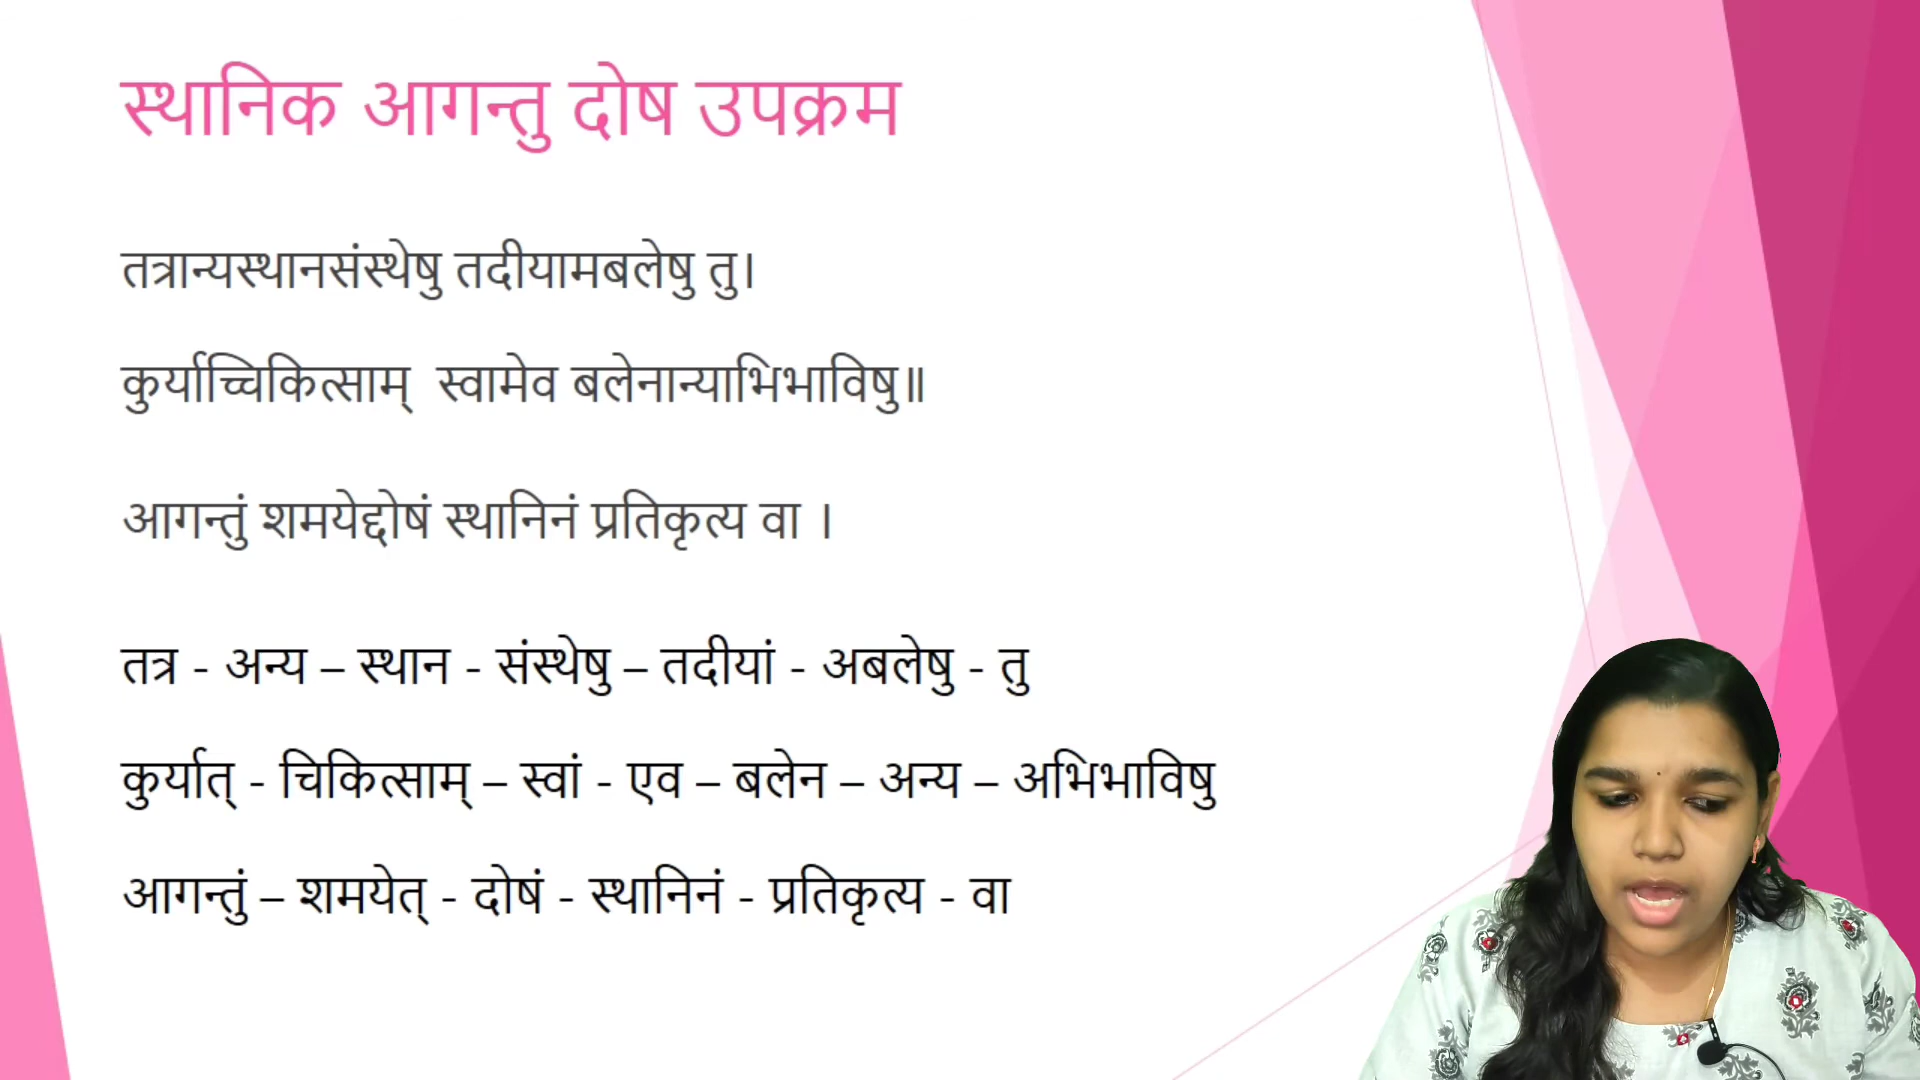 स्थानिक आगन्तु दोष उपक्रम
तत्रान्यस्थानसंस्थेषु तदीयामबलेषु तु।
कुर्याच्चिकित्साम् स्वामेव बलेनान्याभिभाविषु॥
आगन्तुं शमयेद्दोषं स्थानिनं प्रतिकृत्य वा ।
तत्र - अन्य – स्थान - संस्थेषु – तदीयां - अबलेषु - तु
कुर्यात् - चिकित्साम् – स्वां - एव – बलेन – अन्य – अभिभाविषु
आगन्तुं – शमयेत् - दोषं - स्थानिनं - प्रतिकृत्य - वा